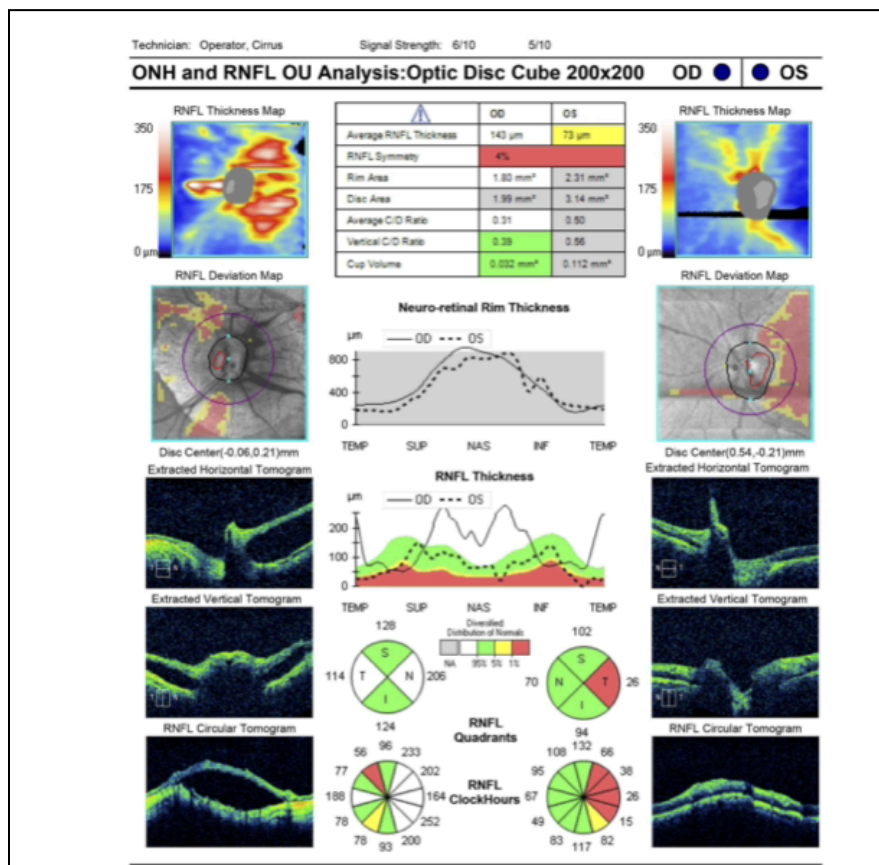 Technician: Operator, Cirrus Signal Strength: 6/10 5/10
ONH and RNFL OU Analysis:Optic Disc Cube 200x200 OD OS
RNFL Thickness Map
350
175
0 µm
OD OS
Average RNFL Thickness 143 µm 73 µm
RNFL Symmetry 4%
Rim Area 1.80 mm² 2.31 mm²
Disc Area 1.99 mm² 3.14 mm²
Average C/D Ratio 0.31 0.50
Vertical C/D Ratio 0.39 0.56
Cup Volume 0.032 mm³ 0.112 mm³
RNFL Thickness Map
350
175
0 µm
RNFL Deviation Map
Disc Center(-0.06,0.21)mm
Neuro-retinal Rim Thickness
µm
OD OS
800
400
0
TEMP SUP NAS INF TEMP
RNFL Deviation Map
Disc Center(0.54,-0.21)mm
Extracted Horizontal Tomogram
T N
RNFL Thickness
µm
OD OS
200
100
0
TEMP SUP NAS INF TEMP
Extracted Horizontal Tomogram
Extracted Vertical Tomogram
Diversified
Distribution of Normals
NA 95% 5% 1%
128
114 S T N I 206
124
RNFL
Quadrants
102
70 S N T I 26
94
Extracted Vertical Tomogram
RNFL Circular Tomogram
RNFL
ClockHours
96
56 233
77 202
188 164
78 252
78 200
93
132
108 66
95 38
67 26
49 15
83 82
117
RNFL Circular Tomogram